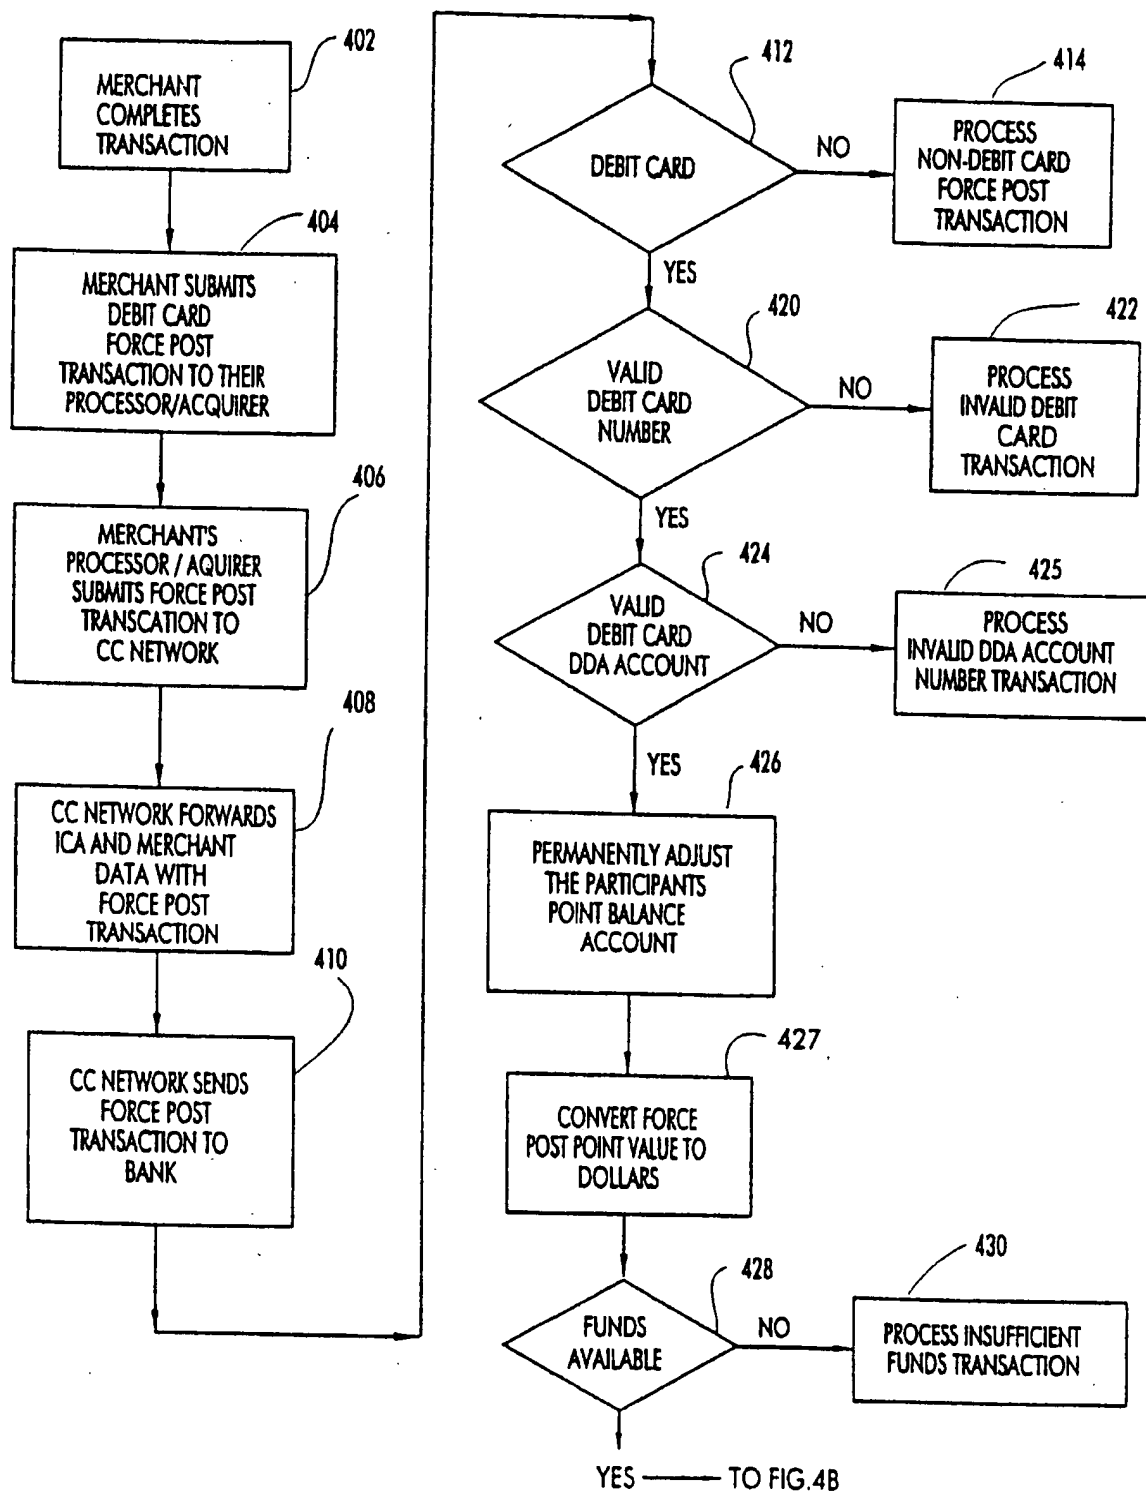 402
MERCHANT
COMPLETES
TRANSACTION
404
MERCHANT SUBMITS
DEBIT CARD
FORCE POST
TRANSACTION TO THEIR
PROCESSOR/ACQUIRER
406
MERCHANT'S
PROCESSOR / AQUIRER
SUBMITS FORCE POST
TRANSCATION TO
CC NETWORK
408
CC NETWORK FORWARDS
ICA AND MERCHANT
DATA WITH
FORCE POST
TRANSACTION
410
CC NETWORK SENDS
FORCE POST
TRANSACTION TO
BANK
412
DEBIT CARD
NO
414
PROCESS
NON-DEBIT CARD
FORCE POST
TRANSACTION
YES
420
VALID
DEBIT CARD
NUMBER
NO
422
PROCESS
INVALID DEBIT
CARD
TRANSACTION
YES
424
VALID
DEBIT CARD
DDA ACCOUNT
NO
425
PROCESS
INVALID DDA ACCOUNT
NUMBER TRANSACTION
YES
426
PERMANENTLY ADJUST
THE PARTICIPANTS
POINT BALANCE
ACCOUNT
427
CONVERT FORCE
POST POINT VALUE TO
DOLLARS
428
FUNDS
AVAILABLE
NO
430
PROCESS INSUFFICIENT
FUNDS TRANSACTION
YES TO FIG.4B